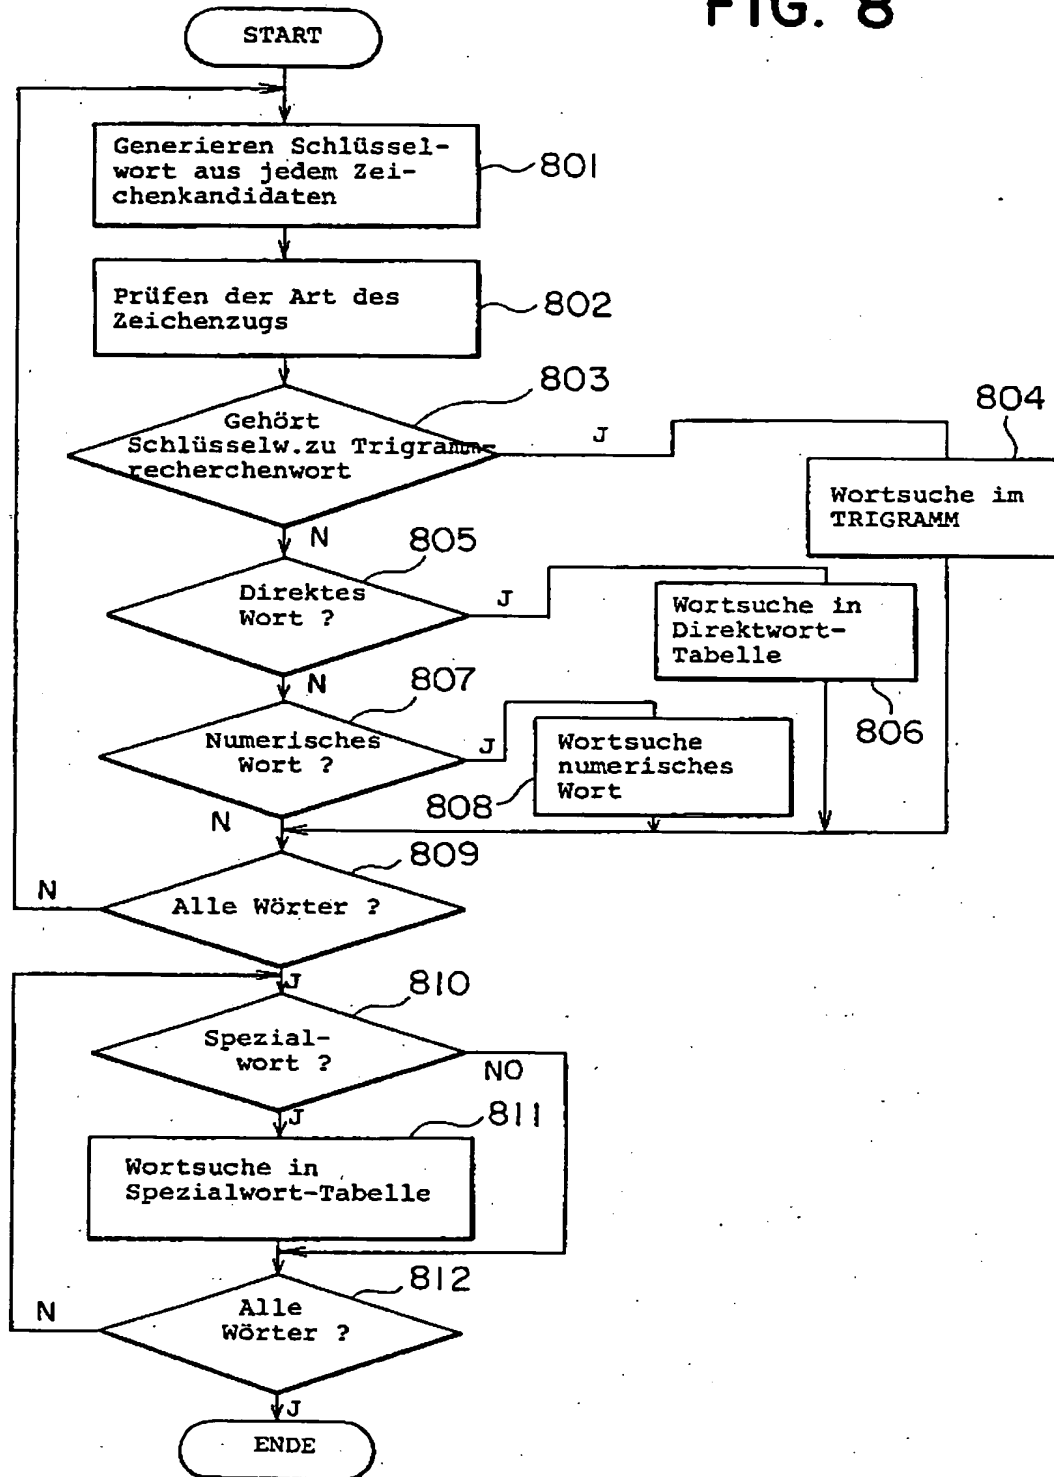 FIG. 8
START
Generieren Schlüssel-
wort aus jedem Zei-
chenkandidaten
801
Prüfen der Art des
Zeichenzugs
802
803
Gehört
Schlüsselw.zu Trigramm-
recherchenwort
J
804
Wortsuche im
TRIGRAMM
N
805
Direktes
Wort ?
J
Wortsuche in
Direktwort-
Tabelle
806
N
807
Numerisches
Wort ?
J
Wortsuche
numerisches
Wort
808
N
809
Alle Wörter ?
N
J
810
Spezial-
wort ?
NO
J
811
Wortsuche in
Spezialwort-Tabelle
812
Alle
Wörter ?
N
J
ENDE